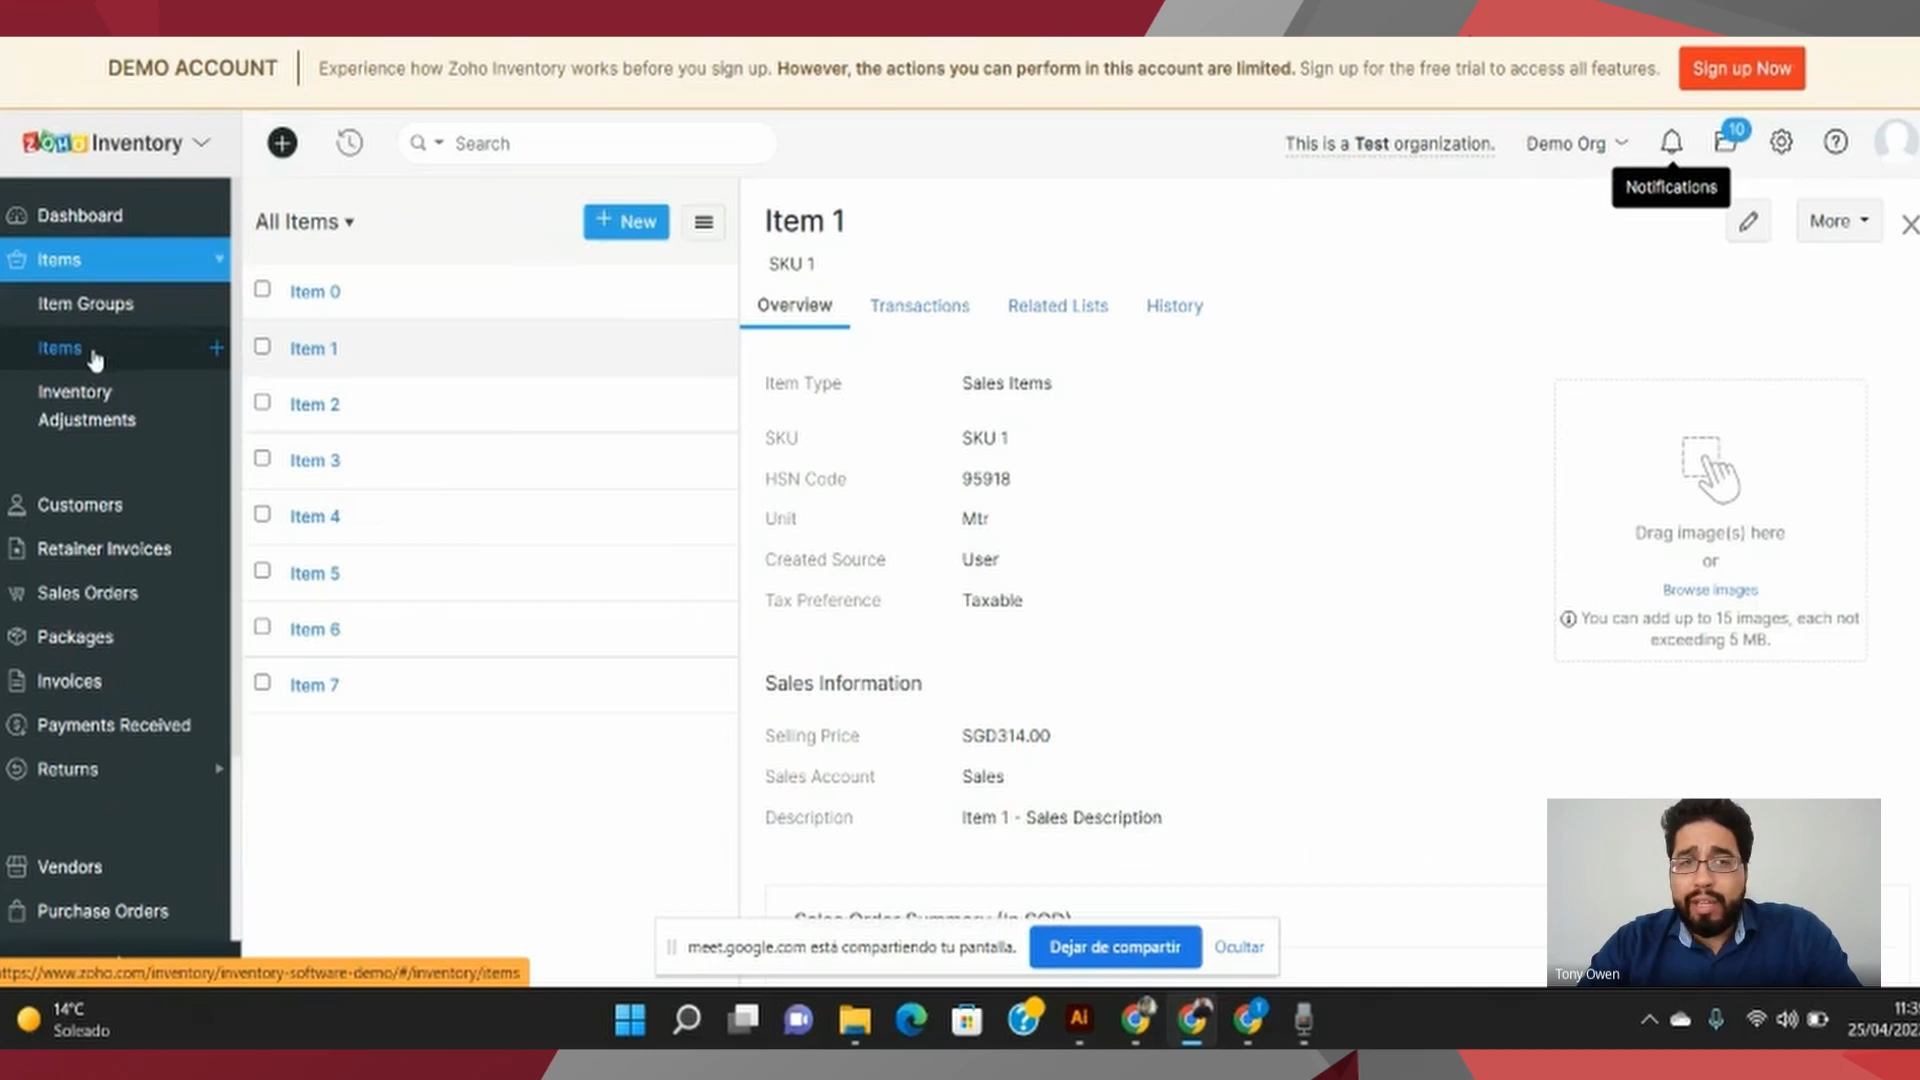 DEMO ACCOUNT
Experience how Zoho Inventory works before you sign up. However, the actions you can perform in this account are limited. Sign up for the free trial to access all features.
Sign up Now
ZOHO Inventory
Search
This is a Test organization.
Demo Org
10
Notifications
Dashboard
Items
Item Groups
Items
Inventory
Adjustments
Customers
Retainer Invoices
Sales Orders
Packages
Invoices
Payments Received
Returns
Vendors
Purchase Orders
All Items
+ New
Item 0
Item 1
Item 2
Item 3
Item 4
Item 5
Item 6
Item 7
Item 1
More
SKU 1
Overview Transactions Related Lists History
Item Type Sales Items
SKU SKU 1
HSN Code 95918
Unit Mtr
Created Source User
Tax Preference Taxable
Drag image(s) here
or
Browse images
You can add up to 15 images, each not
exceeding 5 MB.
Sales Information
Selling Price SGD314.00
Sales Account Sales
Description Item 1 - Sales Description
Sales Order Summary (In SGD)
meet.google.com está compartiendo tu pantalla. Dejar de compartir Ocultar
Tony Owen
ttps://www.zoho.com/inventory/inventory-software-demo/#/inventory/items
14°C
Soleado
Ai